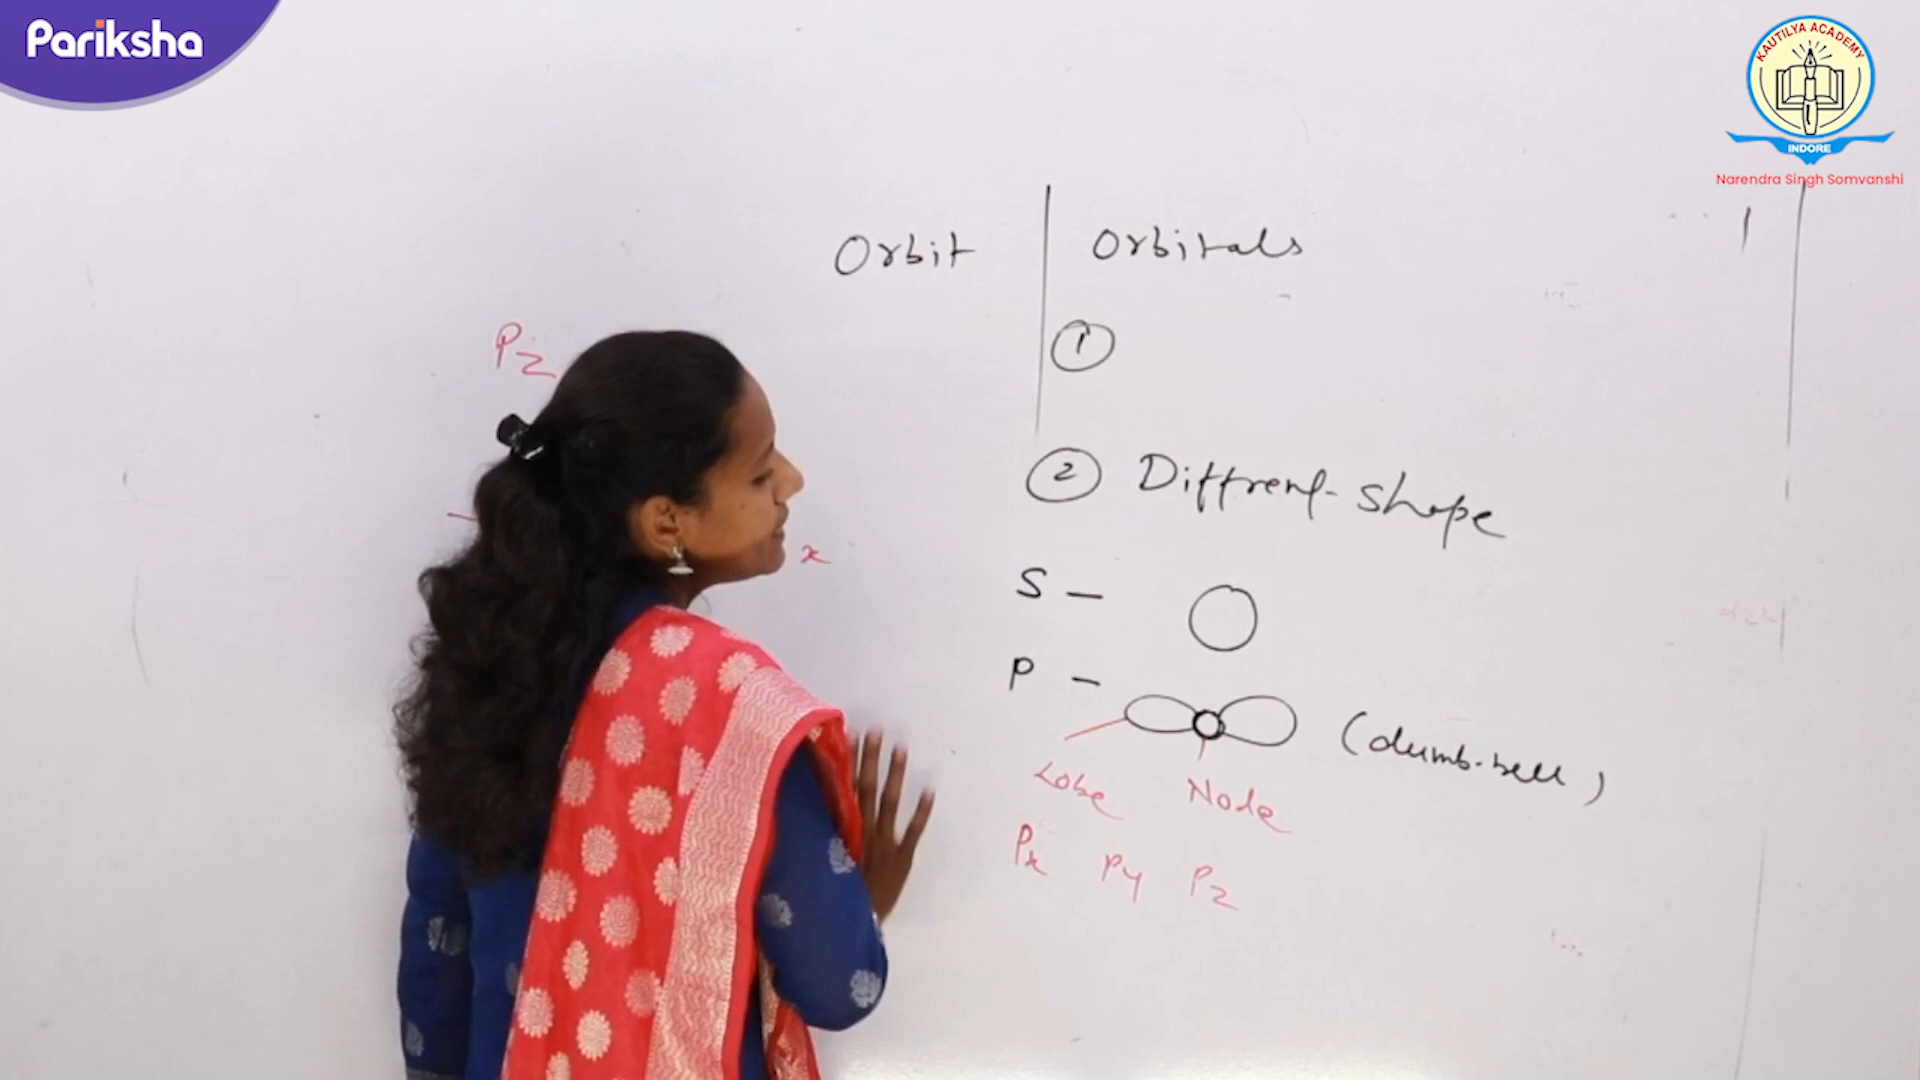 Pariksha
KAUTILYA ACADEMY
INDORE
Narendra Singh Somvanshi
Orbit
Orbitals
1
2 Diffrent shape
S -
P -
(dumb-bell)
Lobe Node
Px Py Pz
Pz
x